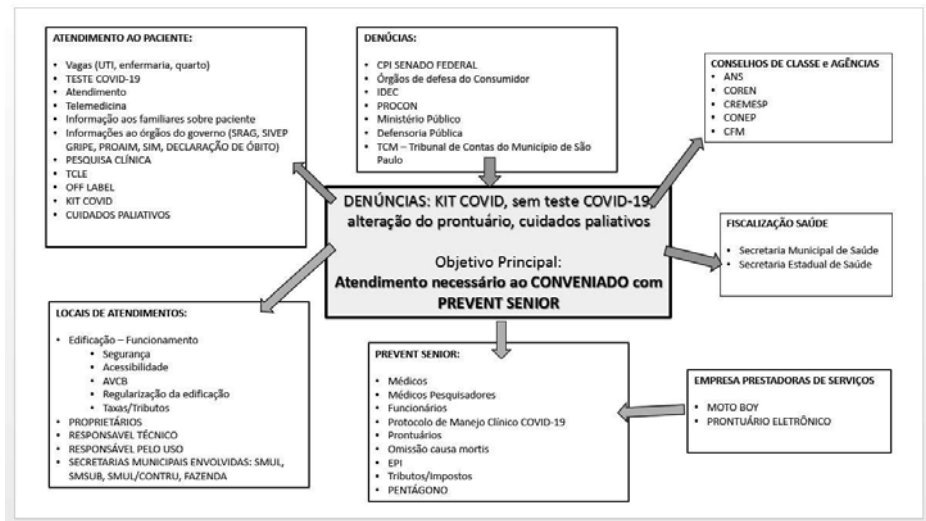 ATENDIMENTO AO PACIENTE:
• Vagas (UTI, enfermaria, quarto)
• TESTE COVID-19
• Atendimento
• Telemedicina
• Informação aos familiares sobre paciente
• Informações ao órgãos do governo (SRAG, SIVEP
GRIPE, PROAIM, SIM, DECLARAÇÃO DE ÓBITO)
• PESQUISA CLÍNICA
• TCLE
• OFF LABEL
• KIT COVID
• CUIDADOS PALIATIVOS
DENÚCIAS:
• CPI SENADO FEDERAL
• Órgãos de defesa do Consumidor
• IDEC
• PROCON
• Ministério Público
• Defensoria Pública
• TCM – Tribunal de Contas do Município de São
Paulo
CONSELHOS DE CLASSE e AGÊNCIAS
• ANS
• COREN
• CREMESP
• CONEP
• CFM
DENÚNCIAS: KIT COVID, sem teste COVID-19,
alteração do prontuário, cuidados paliativos
Objetivo Principal:
Atendimento necessário ao CONVENIADO com
PREVENT SENIOR
FISCALIZAÇÃO SAÚDE
• Secretaria Municipal de Saúde
• Secretaria Estadual de Saúde
LOCAIS DE ATENDIMENTOS:
• Edificação – Funcionamento
• Segurança
• Acessibilidade
• AVCB
• Regularização da edificação
• Taxas/Tributos
• PROPRIETÁRIOS
• RESPONSAVEL TÉCNICO
• RESPONSÁVEL PELO USO
• SECRETARIAS MUNICIPAIS ENVOLVIDAS: SMUL,
SMSUB, SMUL/CONTRU, FAZENDA
PREVENT SENIOR:
• Médicos
• Médicos Pesquisadores
• Funcionários
• Protocolo de Manejo Clínico COVID-19
• Prontuários
• Omissão causa mortis
• EPI
• Tributos/Impostos
• PENTÁGONO
EMPRESA PRESTADORAS DE SERVIÇOS
• MOTO BOY
• PRONTUÁRIO ELETRÔNICO